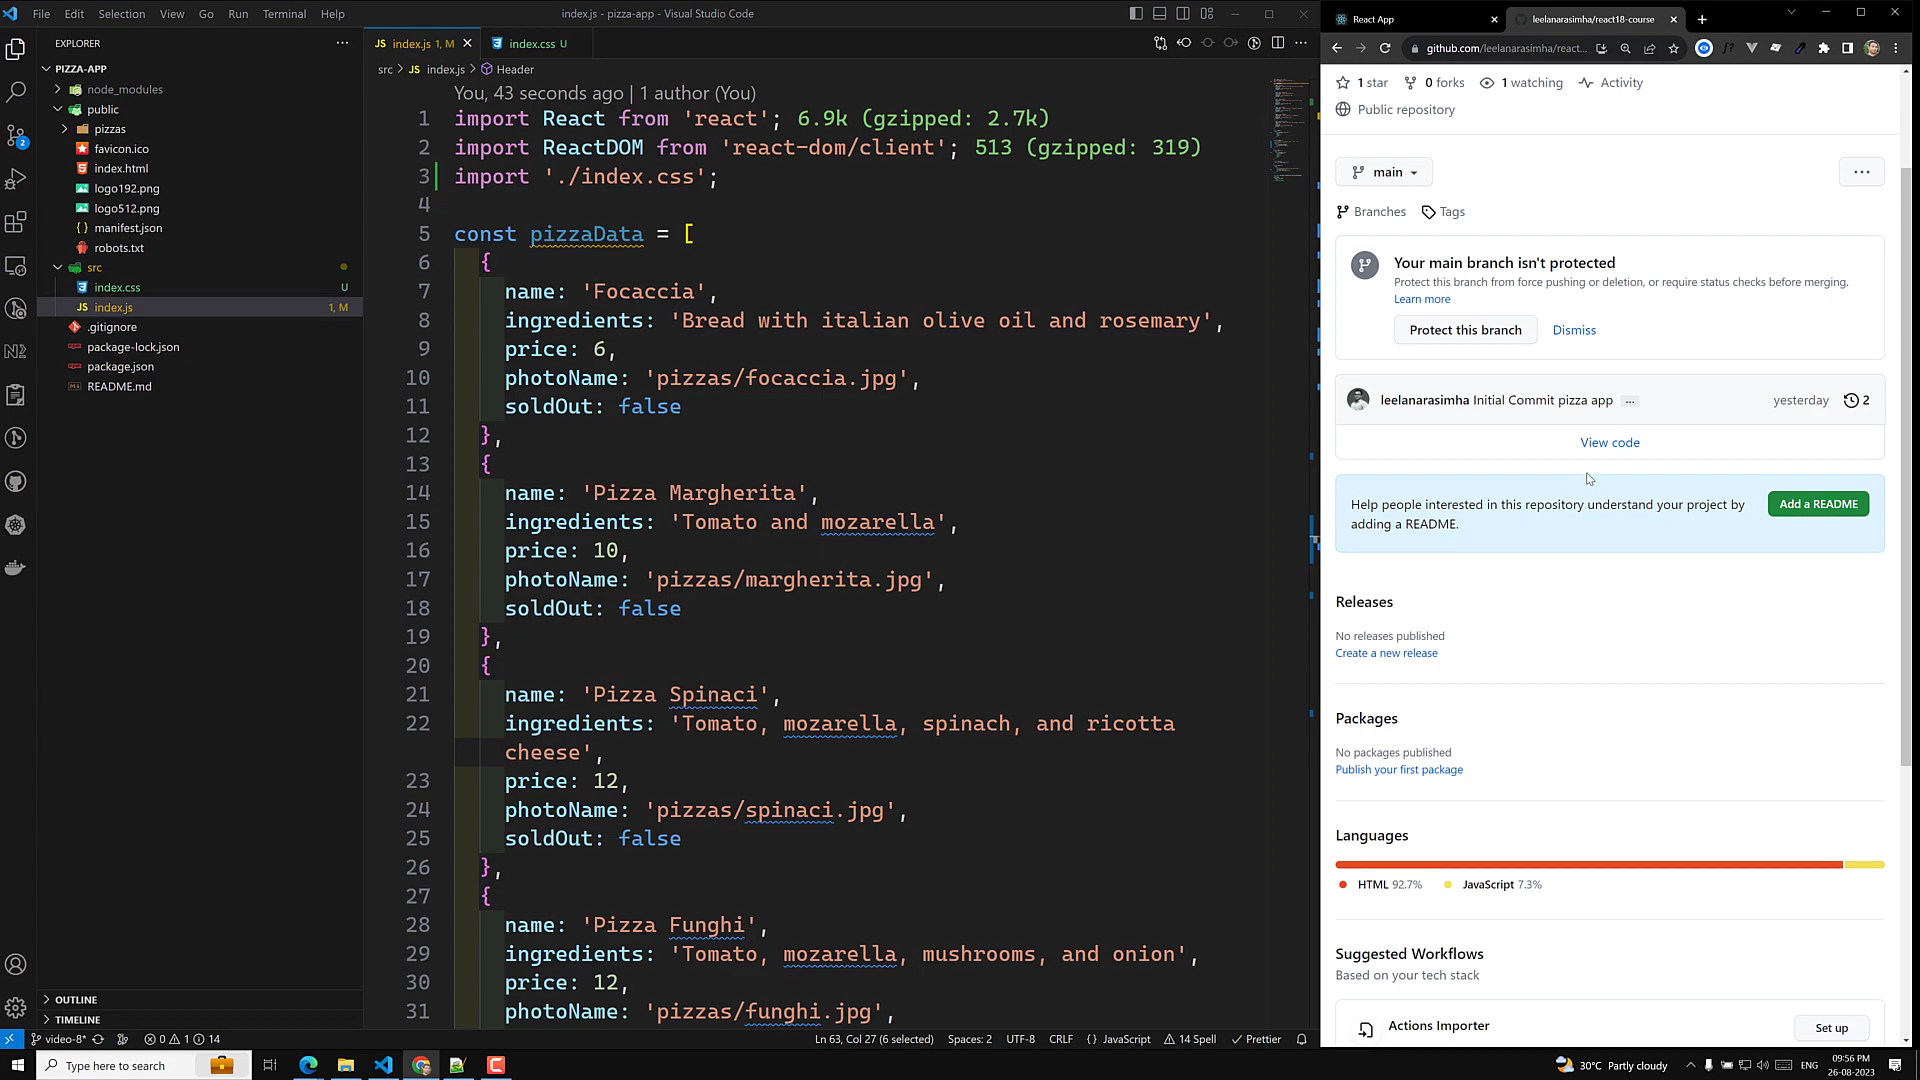 File Edit Selection View Go Run Terminal Help
index.js - pizza-app - Visual Studio Code
EXPLORER
PIZZA-APP
node_modules
public
pizzas
favicon.ico
index.html
logo192.png
logo512.png
manifest.json
robots.txt
src
index.css U
index.js 1, M
.gitignore
package-lock.json
package.json
README.md
OUTLINE
TIMELINE
index.js 1, M
index.css U
src > JS index.js > Header
You, 43 seconds ago | 1 author (You)
1 import React from 'react'; 6.9k (gzipped: 2.7k)
2 import ReactDOM from 'react-dom/client'; 513 (gzipped: 319)
3 import './index.css';
4
5 const pizzaData = [
6 {
7 name: 'Focaccia',
8 ingredients: 'Bread with italian olive oil and rosemary',
9 price: 6,
10 photoName: 'pizzas/focaccia.jpg',
11 soldOut: false
12 },
13 {
14 name: 'Pizza Margherita',
15 ingredients: 'Tomato and mozarella',
16 price: 10,
17 photoName: 'pizzas/margherita.jpg',
18 soldOut: false
19 },
20 {
21 name: 'Pizza Spinaci',
22 ingredients: 'Tomato, mozarella, spinach, and ricotta
cheese',
23 price: 12,
24 photoName: 'pizzas/spinaci.jpg',
25 soldOut: false
26 },
27 {
28 name: 'Pizza Funghi',
29 ingredients: 'Tomato, mozarella, mushrooms, and onion',
30 price: 12,
31 photoName: 'pizzas/funghi.jpg',
video-8* 0 1 14
Ln 63, Col 27 (6 selected) Spaces: 2 UTF-8 CRLF {} JavaScript 14 Spell Prettier
React App
leelanarasimha/react18-course
github.com/leelanarasimha/react...
1 star 0 forks 1 watching Activity
Public repository
main
Branches Tags
Your main branch isn't protected
Protect this branch from force pushing or deletion, or require status checks before merging.
Learn more
Protect this branch Dismiss
leelanarasimha Initial Commit pizza app ... yesterday 2
View code
Help people interested in this repository understand your project by
adding a README.
Add a README
Releases
No releases published
Create a new release
Packages
No packages published
Publish your first package
Languages
HTML 92.7% JavaScript 7.3%
Suggested Workflows
Based on your tech stack
Actions Importer
Set up
Type here to search
30°C Partly cloudy
ENG
09:56 PM
26-08-2023